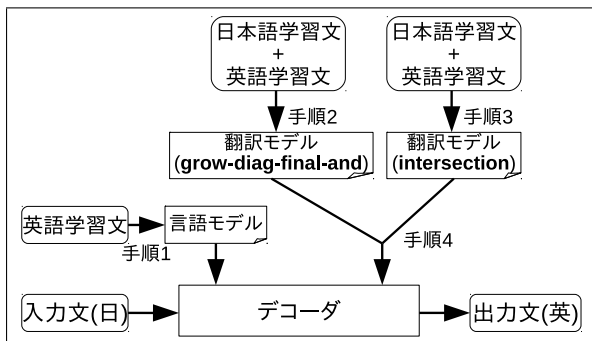 日本語学習文
+
英語学習文
日本語学習文
+
英語学習文
手順2
手順3
翻訳モデル
(grow-diag-final-and)
翻訳モデル
(intersection)
英語学習文
言語モデル
手順1
手順4
入力文(日)
デコーダ
出力文(英)